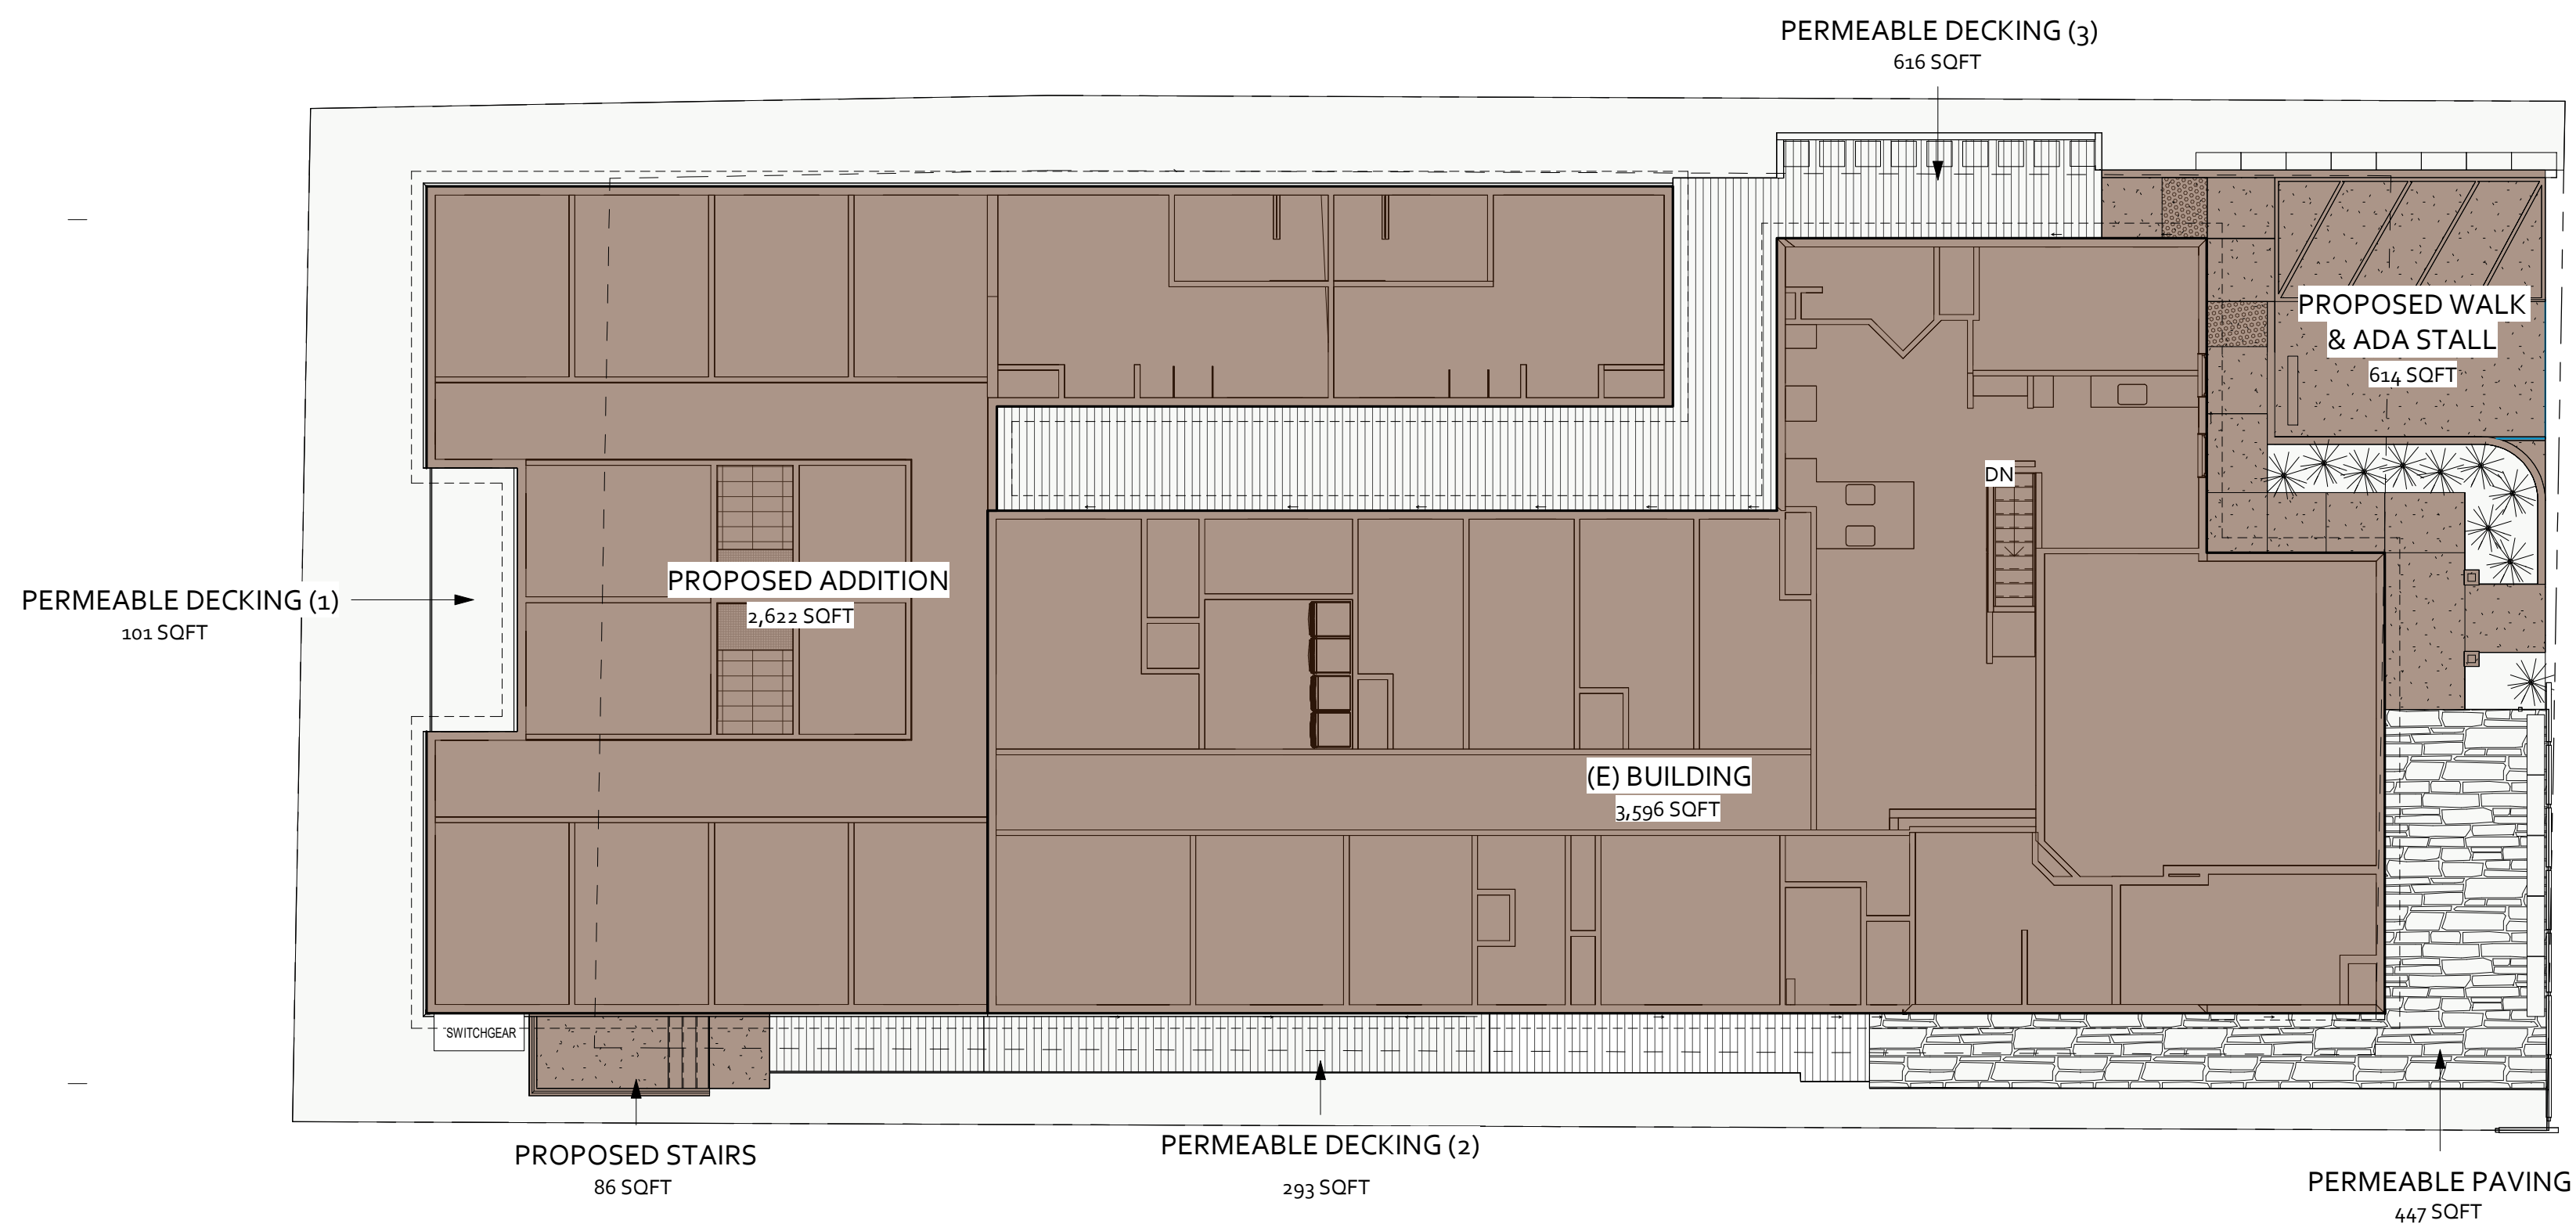 PERMEABLE DECKING (3)
616 SQFT
PROPOSED WALK
& ADA STALL
614 SQFT
DN
PROPOSED ADDITION
2,622 SQFT
PERMEABLE DECKING (1)
101 SQFT
(E) BUILDING
3,596 SQFT
SWITCHGEAR
PROPOSED STAIRS
86 SQFT
PERMEABLE DECKING (2)
293 SQFT
PERMEABLE PAVING
447 SQFT